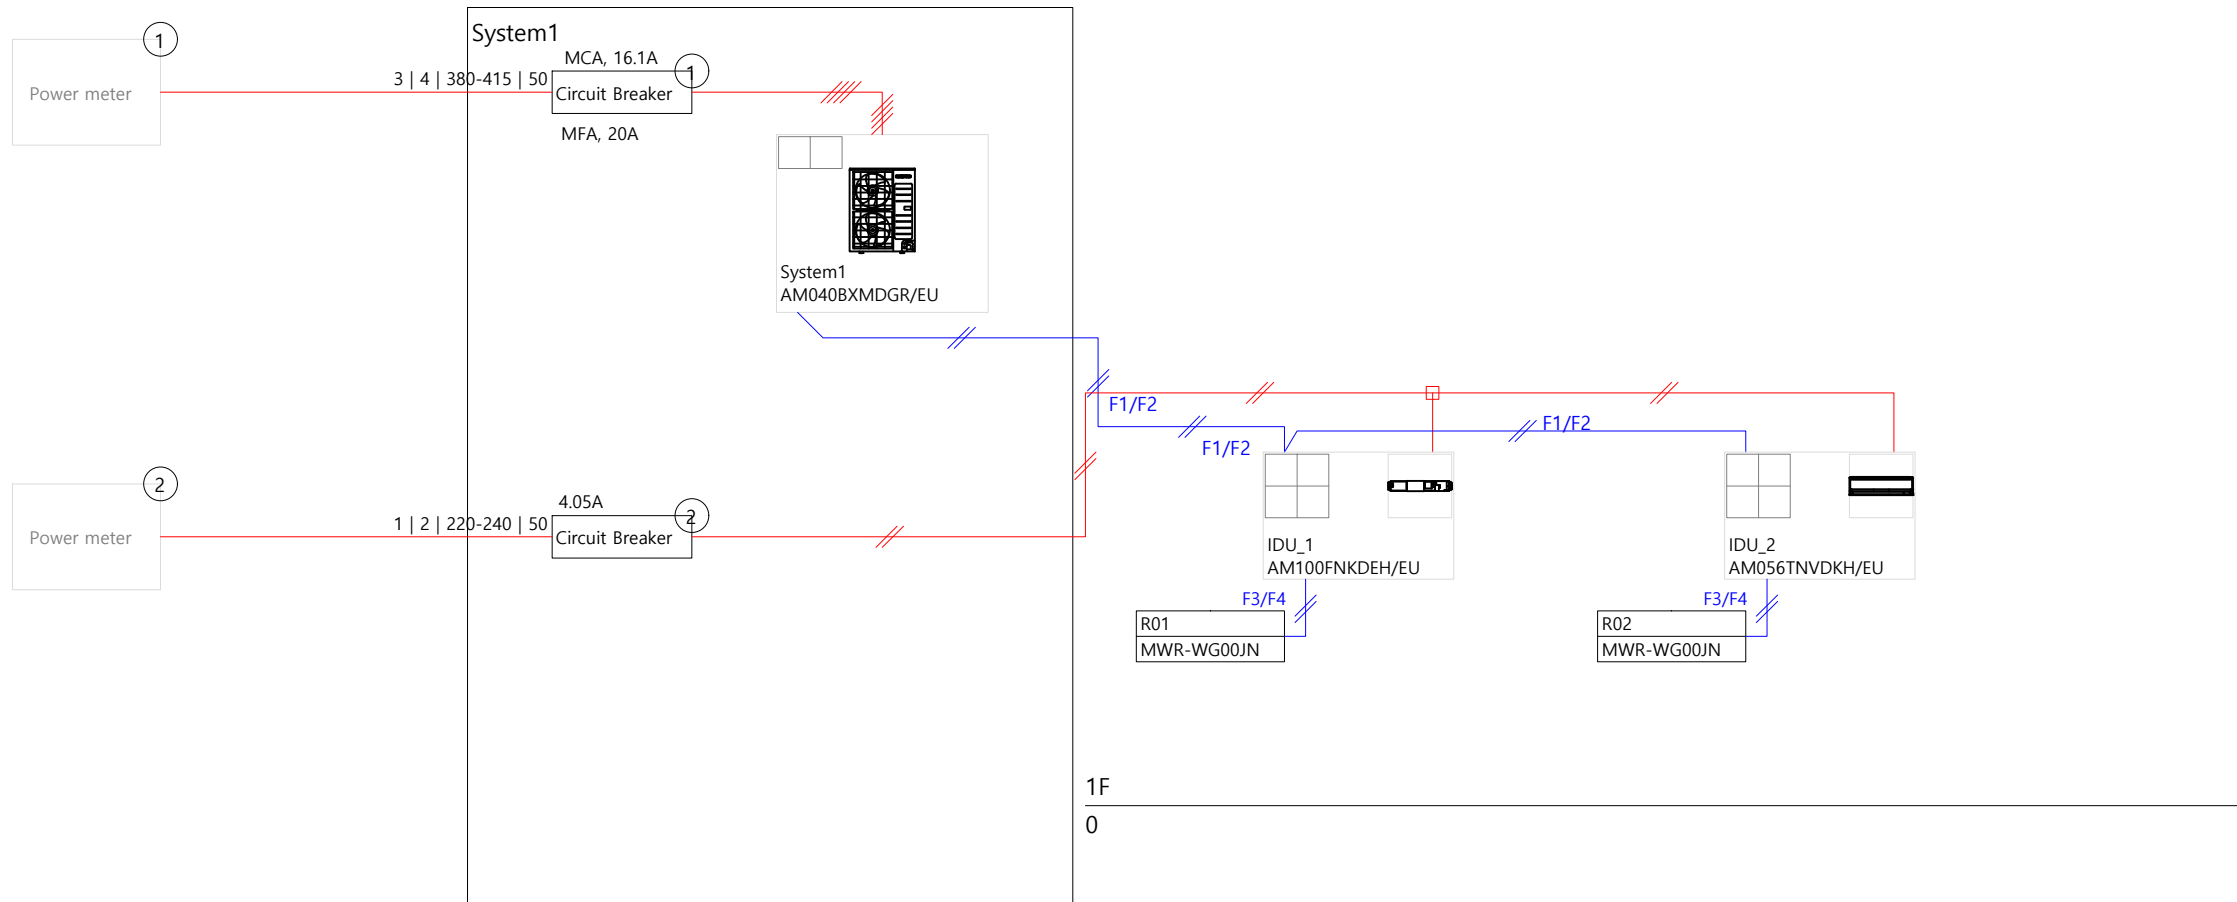 System1
1
MCA, 16.1A
1
3 | 4 | 380-415 | 50
Power meter
Circuit Breaker
MFA, 20A
System1
AM040BXMDGR/EU
F1/F2
F1/F2
F1/F2
2
4.05A
2
1 | 2 | 220-240 | 50
Power meter
Circuit Breaker
IDU_1
AM100FNKDEH/EU
IDU_2
AM056TNVDKH/EU
F3/F4
F3/F4
R01
MWR-WG00JN
R02
MWR-WG00JN
1F
0